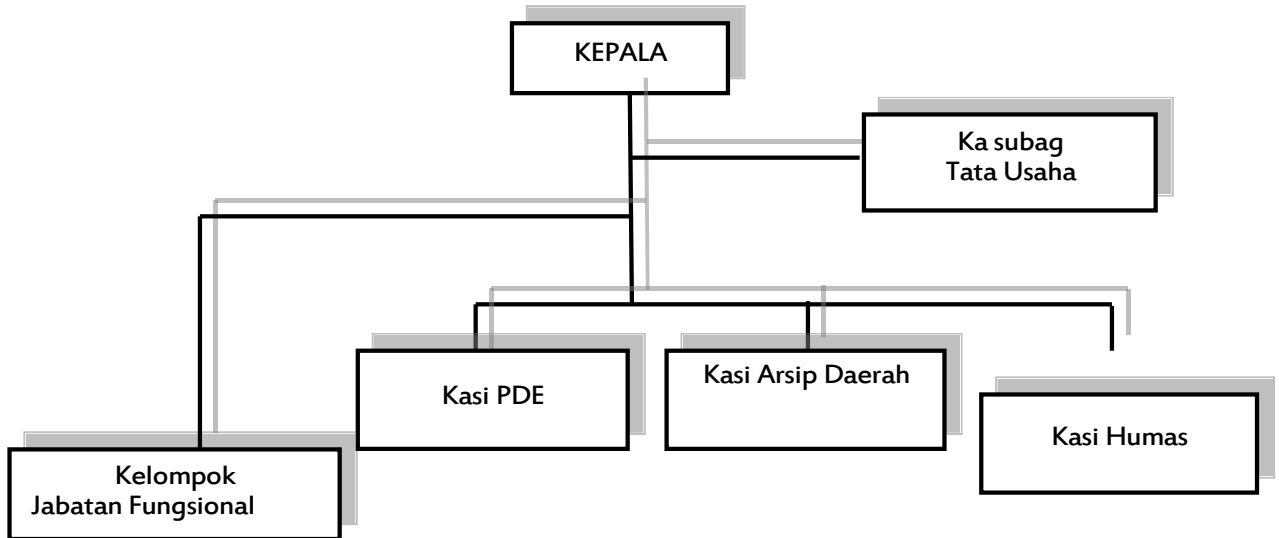 KEPALA
Ka subag
Tata Usaha
Kasi PDE
Kasi Arsip Daerah
Kasi Humas
Kelompok
Jabatan Fungsional